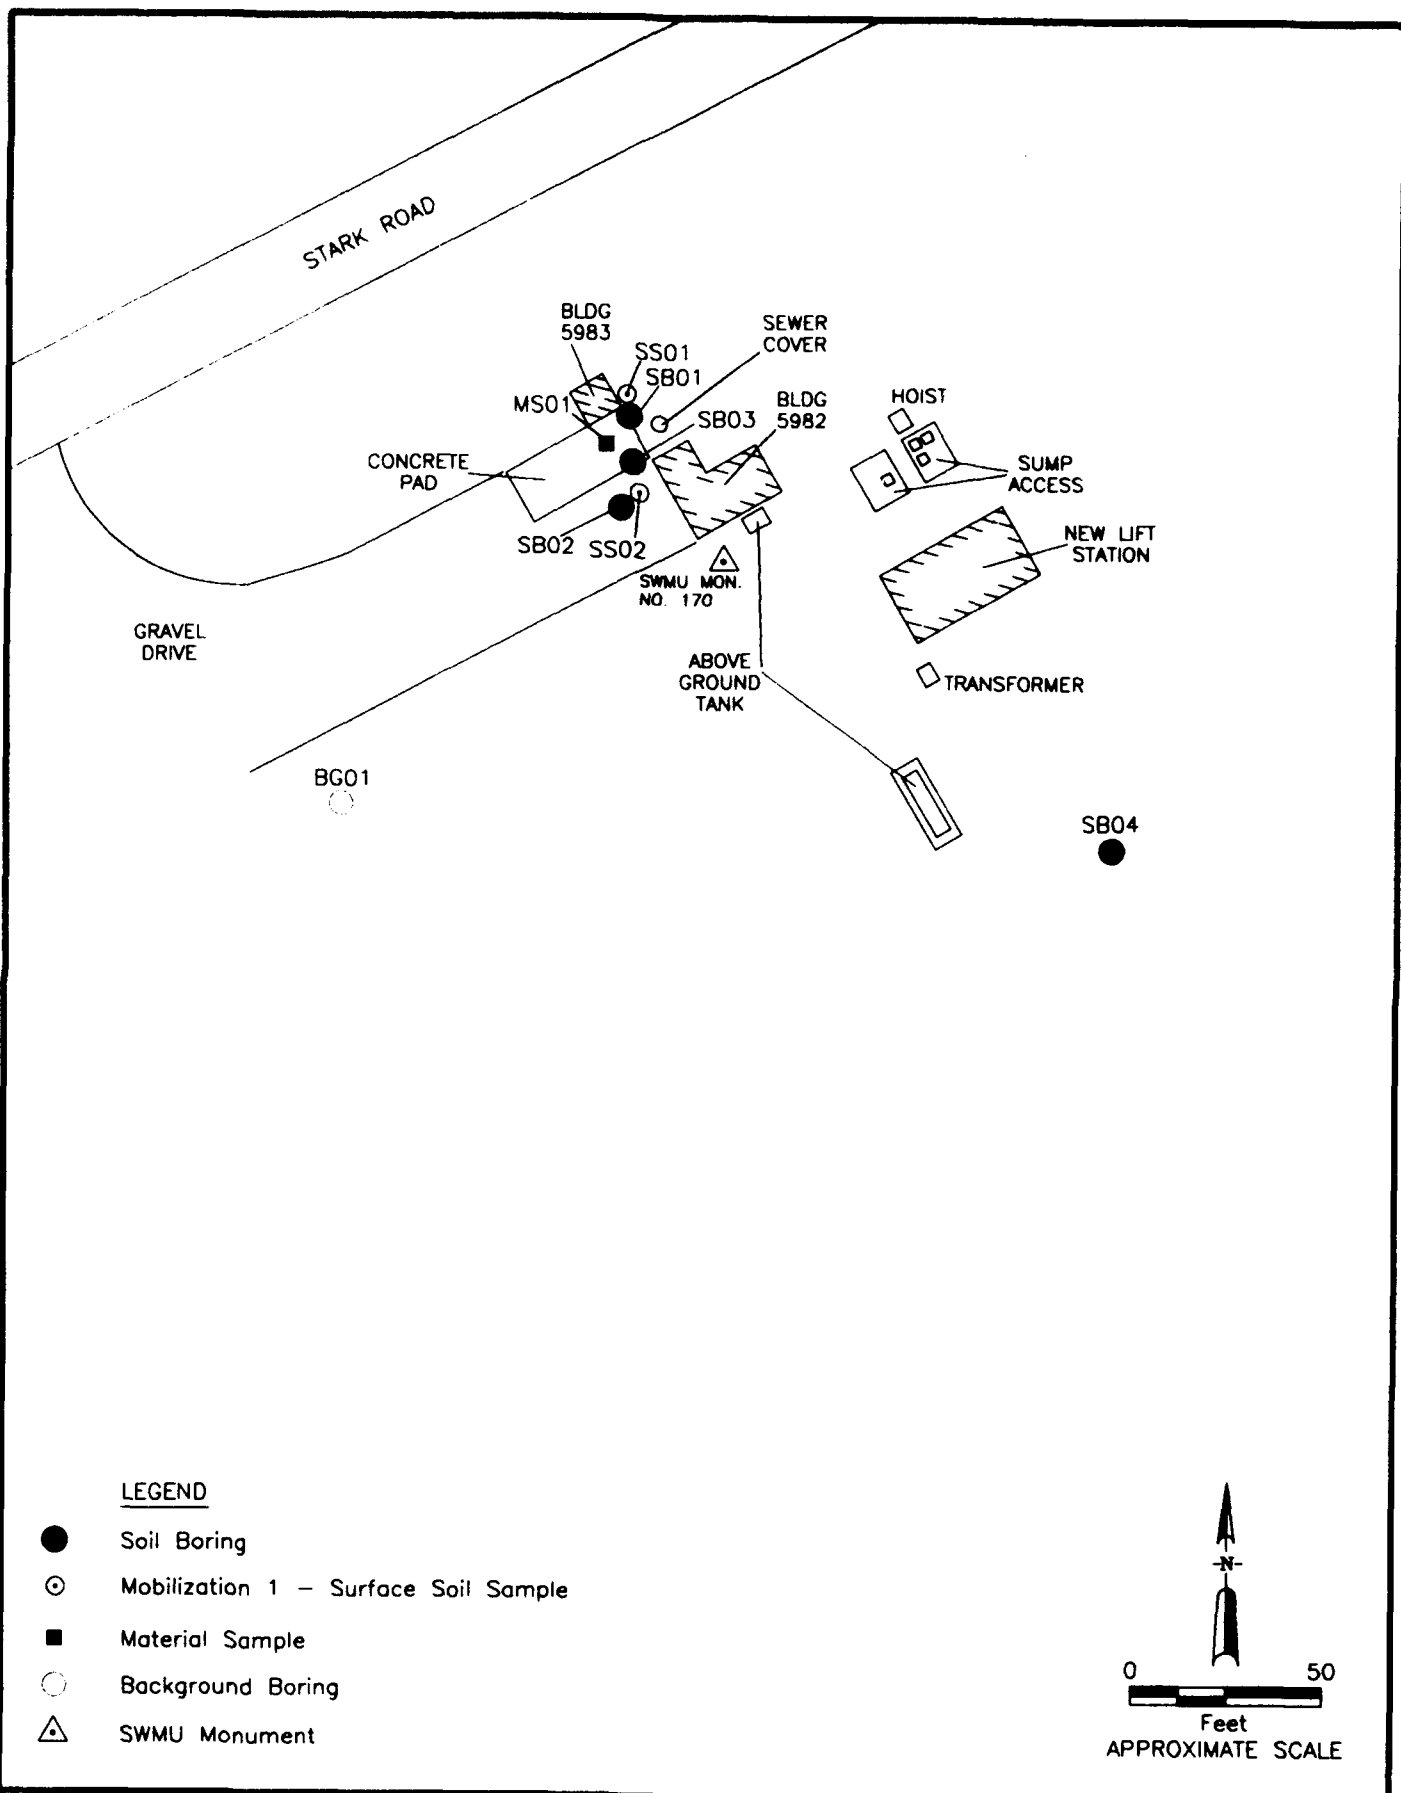 STARK ROAD
BLDG
5983
SS01
SB01
SEWER
COVER
MS01
SB03
BLDG
5982
HOIST
CONCRETE
PAD
SUMP
ACCESS
SB02
SS02
NEW LIFT
STATION
SWMU MON.
NO. 170
GRAVEL
DRIVE
ABOVE
GROUND
TANK
TRANSFORMER
BG01
SB04
LEGEND
Soil Boring
Mobilization 1 – Surface Soil Sample
Material Sample
Background Boring
SWMU Monument
-N-
0 50
Feet
APPROXIMATE SCALE